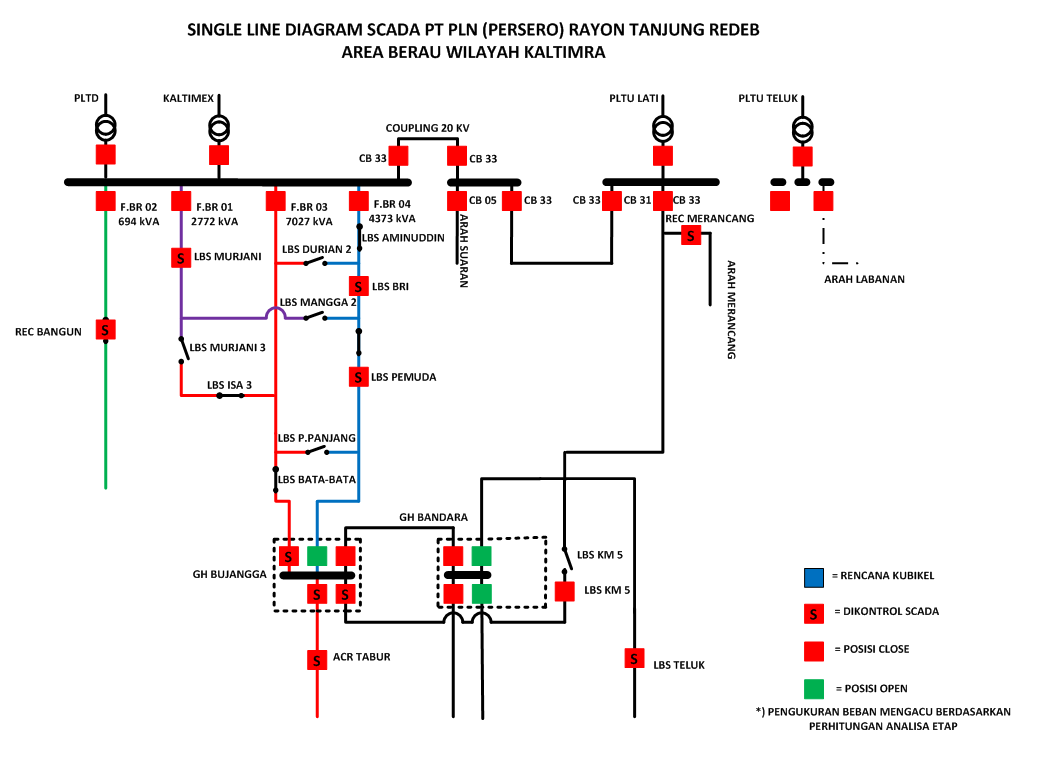 SINGLE LINE DIAGRAM SCADA PT PLN (PERSERO) RAYON TANJUNG REDEB
AREA BERAU WILAYAH KALTIMRA
PLTD
KALTIMEX
PLTU LATI
PLTU TELUK
COUPLING 20 KV
CB 33
CB 33
F.BR 02
694 kVA
F.BR 01
2772 kVA
F.BR 03
7027 kVA
F.BR 04
4373 kVA
CB 05
CB 33
CB 33
CB 31
CB 33
REC MERANCANG
S
ARAH SUARAN
ARAH MERANCANG
ARAH LABANAN
LBS AMINUDDIN
LBS DURIAN 2
S
LBS MURJANI
S
LBS BRI
LBS MANGGA 2
REC BANGUN
S
LBS MURJANI 3
LBS ISA 3
S
LBS PEMUDA
LBS P.PANJANG
LBS BATA-BATA
GH BANDARA
S
GH BUJANGGA
S
S
LBS KM 5
LBS KM 5
S
ACR TABUR
S
LBS TELUK
= RENCANA KUBIKEL
S
= DIKONTROL SCADA
= POSISI CLOSE
= POSISI OPEN
*) PENGUKURAN BEBAN MENGACU BERDASARKAN
PERHITUNGAN ANALISA ETAP